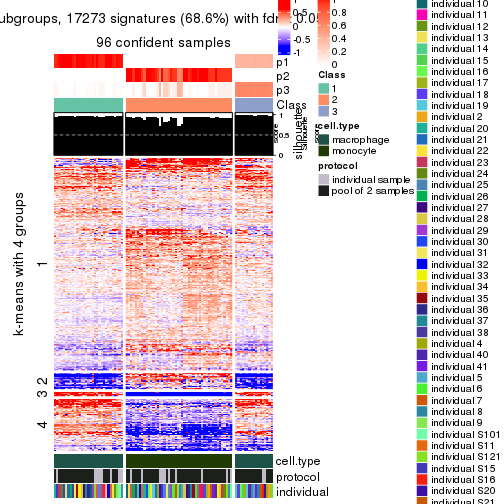 ubgroups, 17273 signatures (68.6%) with fdr
96 confident samples
p1
p2
p3
Class
silhouette
1
0.5
0
k-means with 4 groups
1
2
3
4
cell.type
protocol
individual
0.5
0
-0.5
-1
1
0.8
0.6
0.4
0.2
0
Class
1
2
3
cell.type
macrophage
monocyte
protocol
individual sample
pool of 2 samples
individual 10
individual 11
individual 12
individual 13
individual 14
individual 15
individual 16
individual 17
individual 18
individual 19
individual 2
individual 20
individual 21
individual 22
individual 23
individual 24
individual 25
individual 26
individual 27
individual 28
individual 29
individual 30
individual 31
individual 32
individual 33
individual 34
individual 35
individual 36
individual 37
individual 38
individual 4
individual 40
individual 41
individual 5
individual 6
individual 7
individual 8
individual 9
individual S101
individual S11
individual S121
individual S15
individual S16
individual S20
individual S21